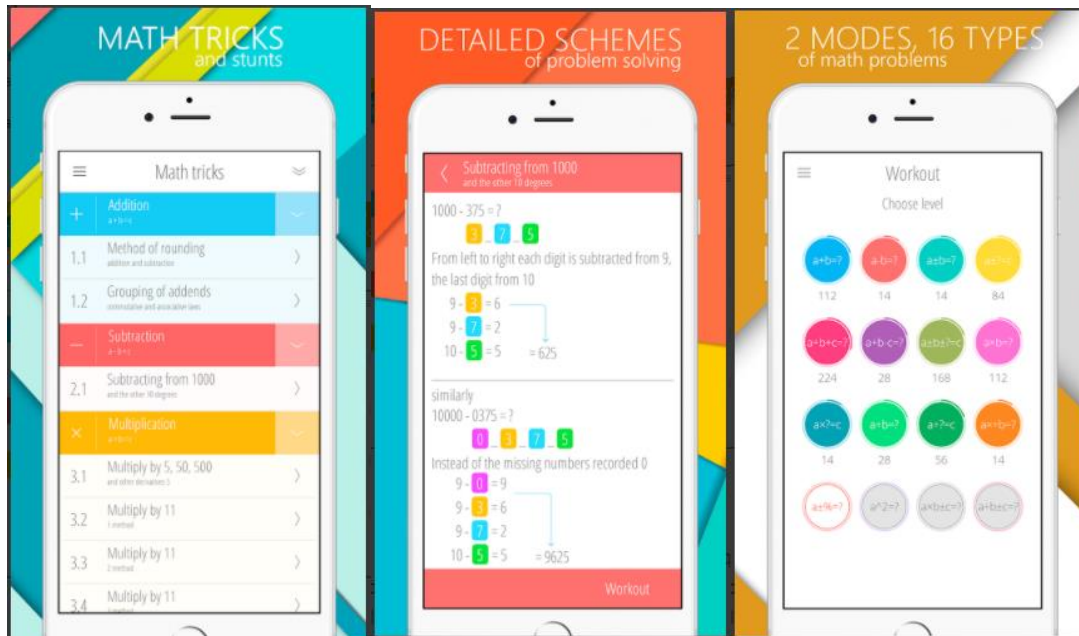 MATH TRICKS
and stunts
Math tricks
+ Addition
a+b=c
1.1 Method of rounding
addition and subtraction
1.2 Grouping of addends
commutative and associative laws
− Subtraction
a-b=c
2.1 Subtracting from 1000
and the other 10 degrees
× Multiplication
a×b=c
3.1 Multiply by 5, 50, 500
and other derivatives 5
3.2 Multiply by 11
1 method
3.3 Multiply by 11
2 method
3.4 Multiply by 11
DETAILED SCHEMES
of problem solving
Subtracting from 1000
and the other 10 degrees
1000 - 375 = ?
3 _ 7 _ 5
From left to right each digit is subtracted from 9,
the last digit from 10
9 - 3 = 6
9 - 7 = 2
10 - 5 = 5 = 625
similarly
10000 - 0375 = ?
0 _ 3 _ 7 _ 5
Instead of the missing numbers recorded 0
9 - 0 = 9
9 - 3 = 6
9 - 7 = 2
10 - 5 = 5 = 9625
Workout
2 MODES, 16 TYPES
of math problems
Workout
Choose level
a+b=? a-b=? a±b=? a±?=c
112 14 14 84
a+b+c=? a+b-c=? a±b±?=c a×b=?
224 28 168 112
a×?=c a÷b=? a÷?=c a×÷b=?
14 28 56 14
a±%=? a^2=? a×b±c=? a÷b±c=?